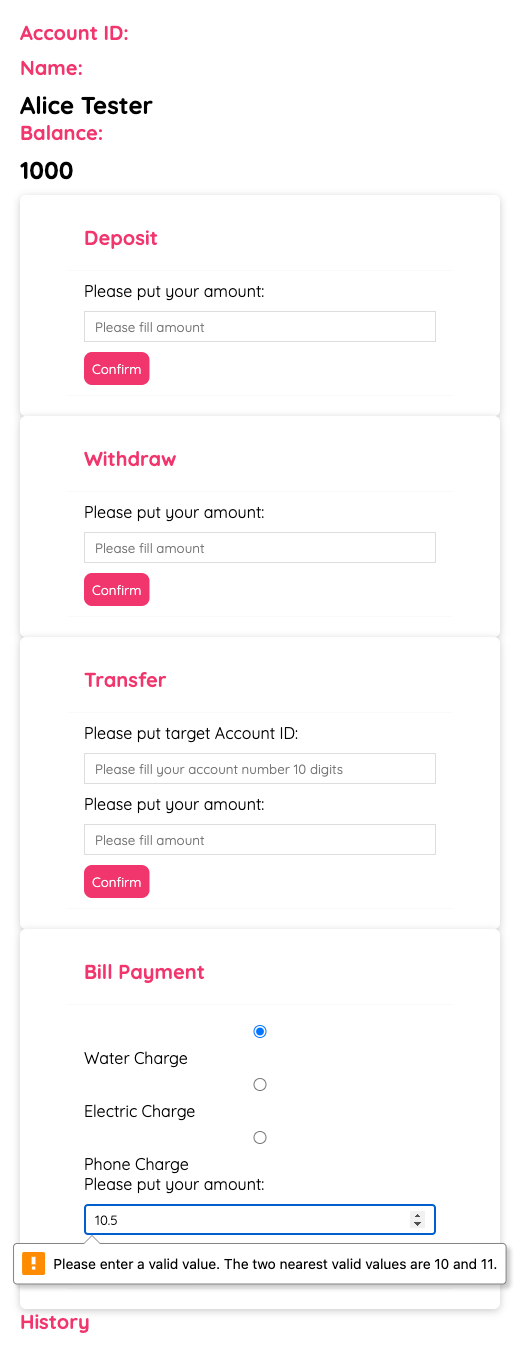 Account ID:
Name:
Alice Tester
Balance:
1000
Deposit
Please put your amount:
Please fill amount
Confirm
Withdraw
Please put your amount:
Please fill amount
Confirm
Transfer
Please put target Account ID:
Please fill your account number 10 digits
Please put your amount:
Please fill amount
Confirm
Bill Payment
Water Charge
Electric Charge
Phone Charge
Please put your amount:
10.5
Please enter a valid value. The two nearest valid values are 10 and 11.
History